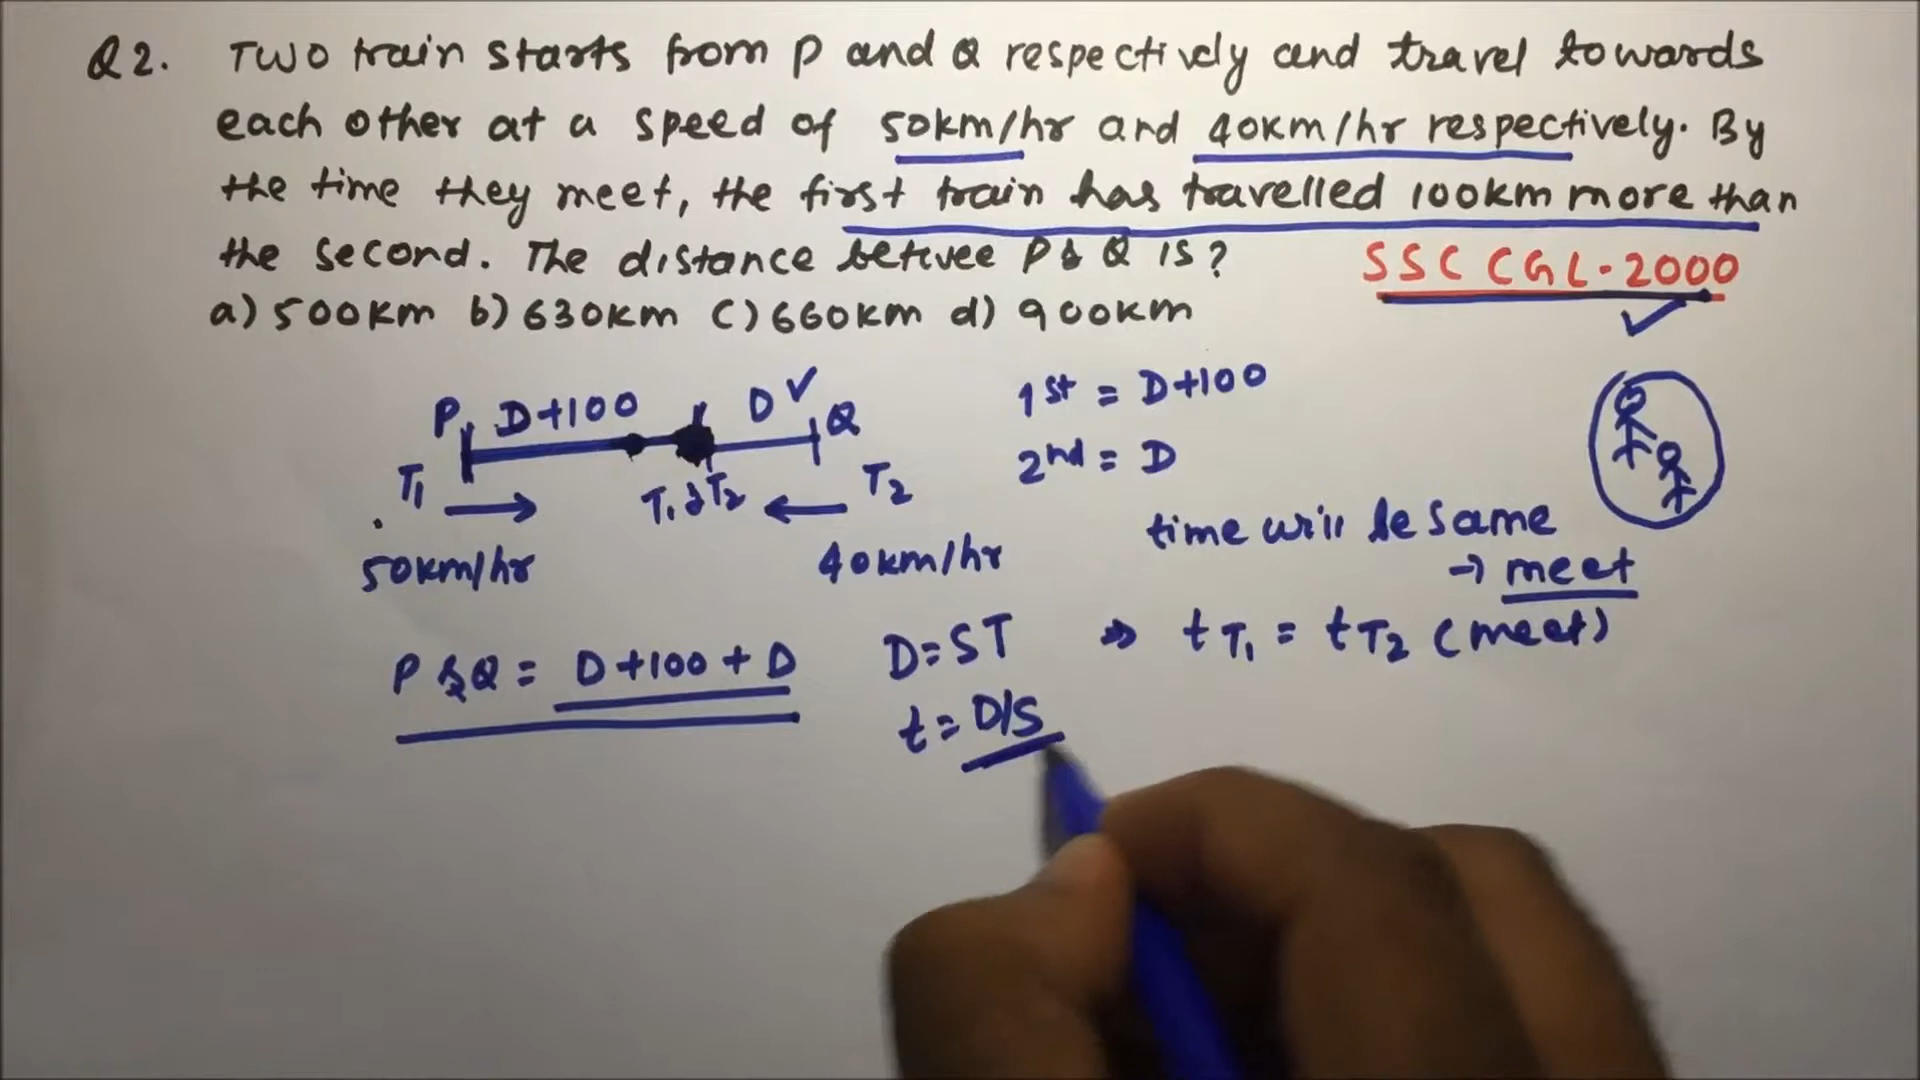 Q2. Two train starts from P and Q respectively and travel towards
each other at a speed of 50km/hr and 40km/hr respectively. By
the time they meet, the first train has travelled 100km more than
the second. The distance betwee P & Q is?
SSC CGL-2000
a) 500km b) 630km c) 660km d) 900km
P D+100 D ✓ Q
1st = D+100
2nd = D
T1 → T1 & T2 ← T2
50km/hr 40km/hr
time will be same
→ meet
P & Q = D+100+D
D=ST ⇒ tT1 = tT2 (meet)
t = D/S